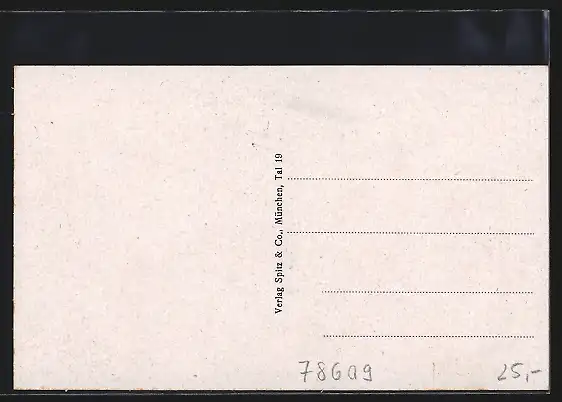 Verlag Spitz & Co., München, Tal 19
78609
25,-